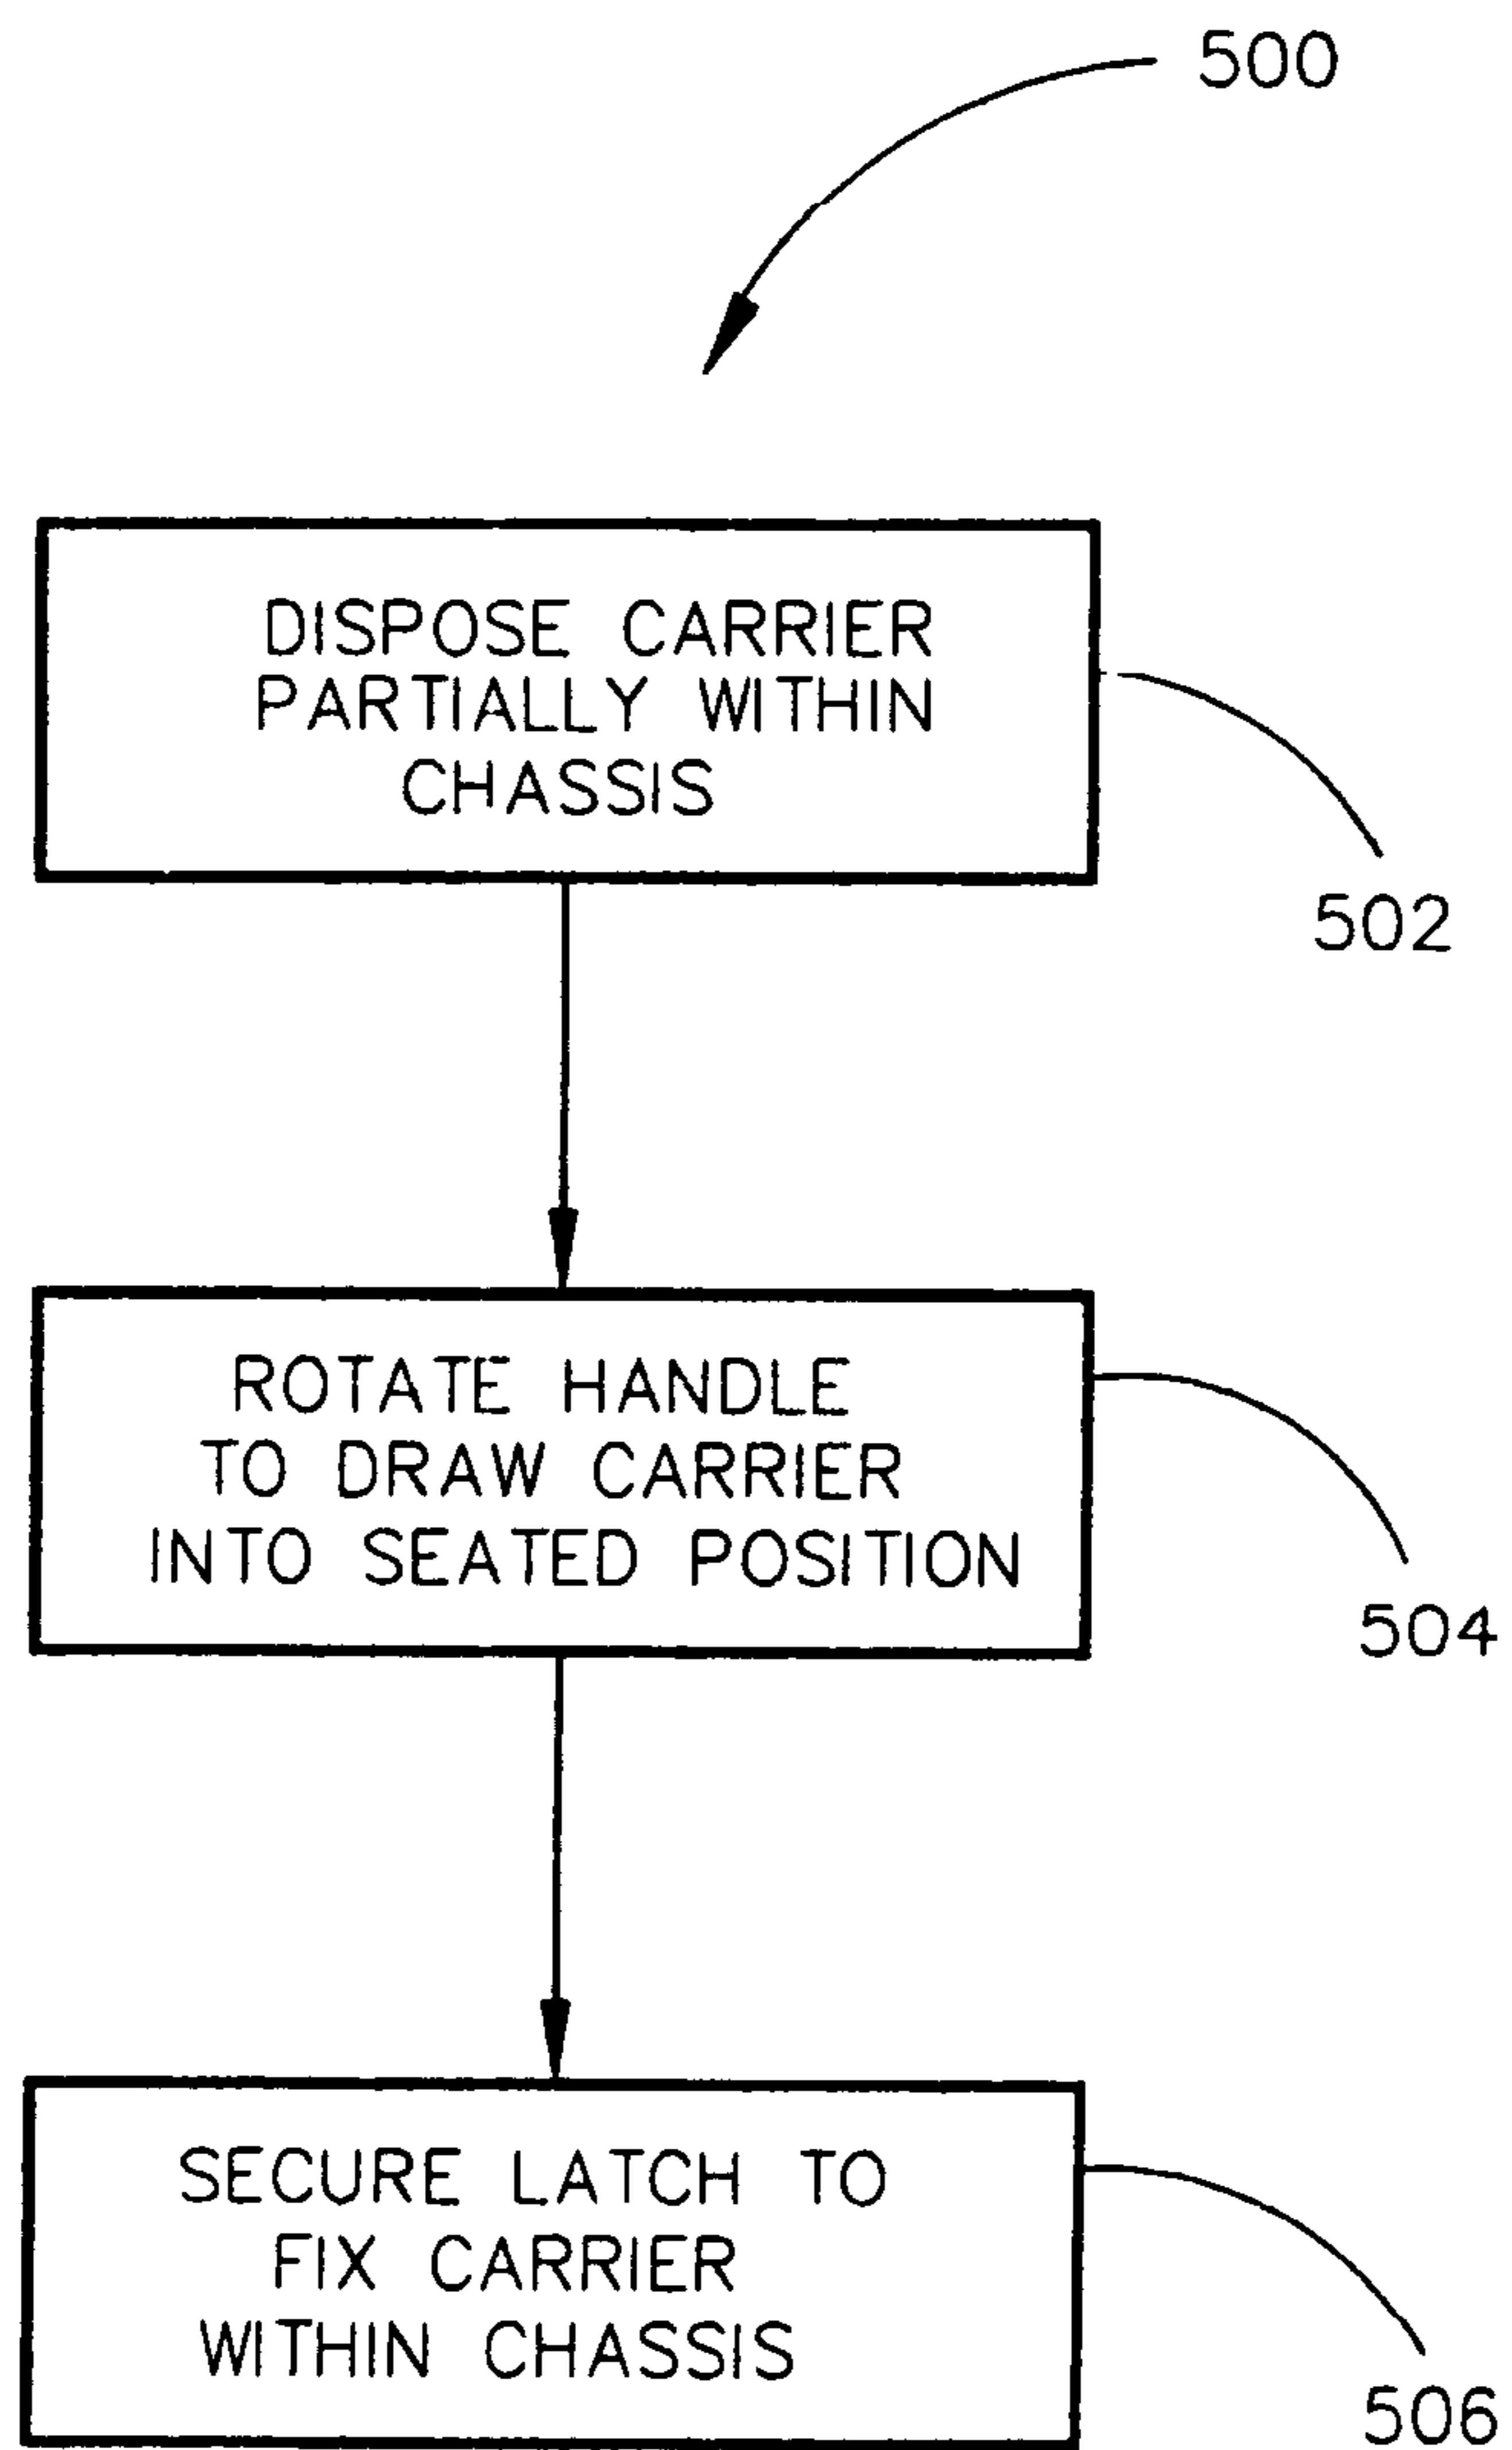 500
DISPOSE CARRIER
PARTIALLY WITHIN
CHASSIS
502
ROTATE HANDLE
TO DRAW CARRIER
INTO SEATED POSITION
504
SECURE LATCH TO
FIX CARRIER
WITHIN CHASSIS
506